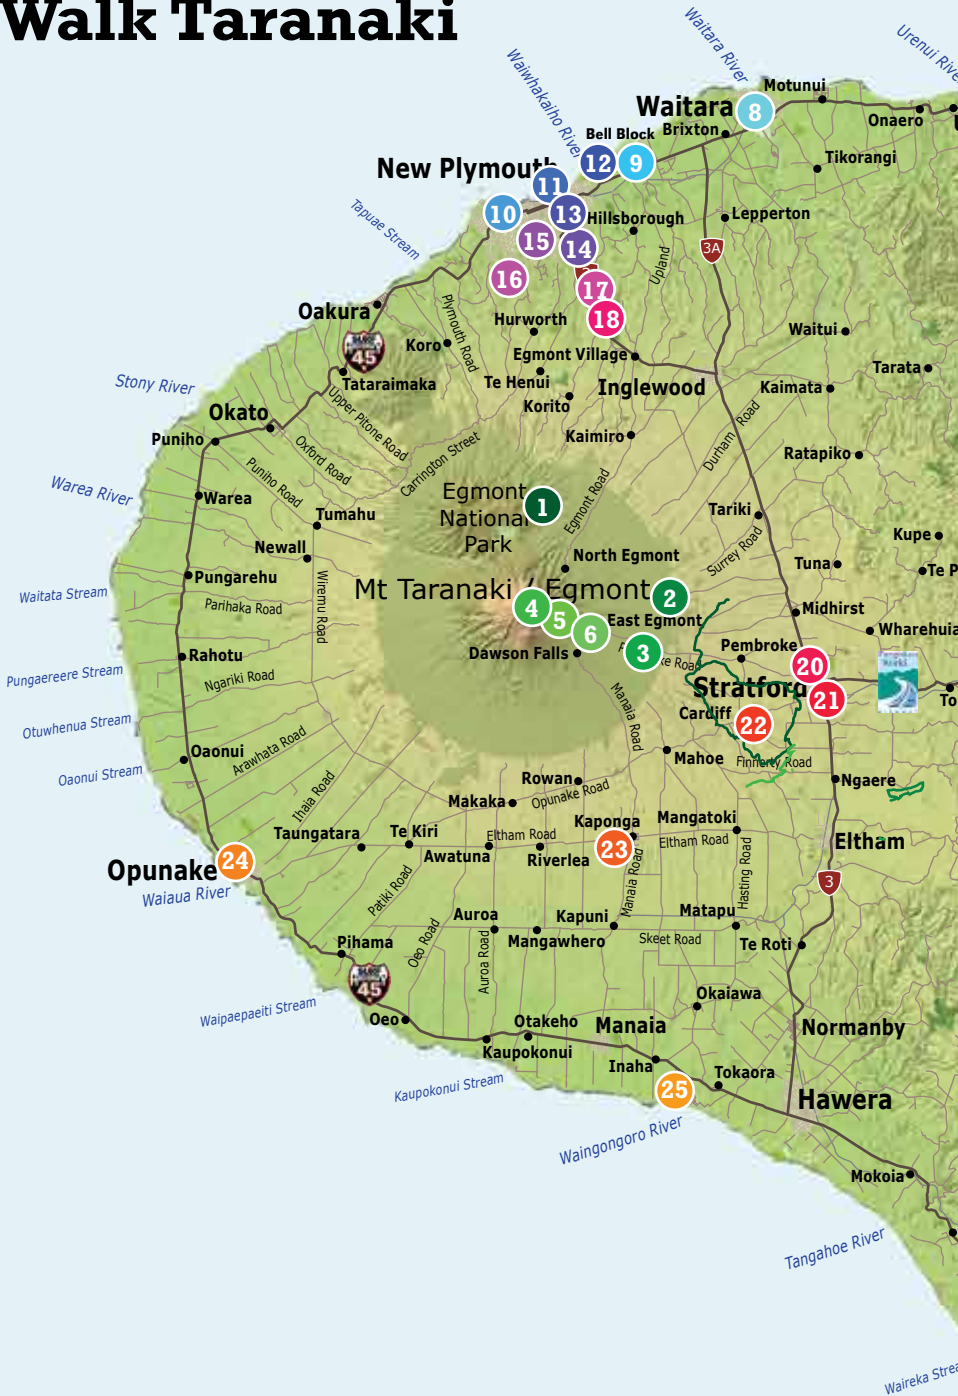 Walk Taranaki
Waitara River
Urenui
Waiwhakaiho River
Motunui
Waitara
8
Onaero
Bell Block
Brixton
12
9
Tikorangi
New Plymouth
11
10
13
Hillsborough
Lepperton
Tapuae Stream
15
14
3A
Upland
16
17
Oakura
18
Plymouth Road
Hurworth
Waitui
45
Koro
Egmont Village
Tarata
Stony River
Tataraimaka
Te Henui
Inglewood
Kaimata
Korito
Okato
Upper Pitone Road
Durham Road
Puniho
Oxford Road
Carrington Street
Kaimiro
Ratapiko
Puniho Road
Warea River
Warea
Egmont
National
Park
1
Egmont Road
Tumahu
Tariki
Kupe
Newall
North Egmont
Surrey Road
Tuna
Te P
Pungarehu
Wiremu Road
Mt Taranaki / Egmont
Waitata Stream
2
Parihaka Road
4
5
6
East Egmont
Midhirst
Wharehuia
Rahotu
Dawson Falls
3
ke Road
Pembroke
20
Pungaereere Stream
Ngariki Road
Stratford
21
To
Manaia Road
Cardiff
22
Otuwhenua Stream
Arawhata Road
Oaonui
Mahoe
Finnerty Road
Oaonui Stream
Ihaia Road
Rowan
Ngaere
Makaka
Opunake Road
Taungatara
Te Kiri
Eltham Road
Kaponga
Mangatoki
Awatuna
Riverlea
23
Eltham Road
Eltham
Opunake
24
Waiaua River
Patiki Road
Manaia Road
Hasting Road
3
Auroa
Kapuni
Matapu
Pihama
Oeo Road
Auroa Road
Mangawhero
Skeet Road
Te Roti
45
Okaiawa
Waipaepaeiti Stream
Oeo
Otakeho
Manaia
Normanby
Kaupokonui
Inaha
Tokaora
Kaupokonui Stream
25
Hawera
Waingongoro River
Mokoia
Tangahoe River
Waireka